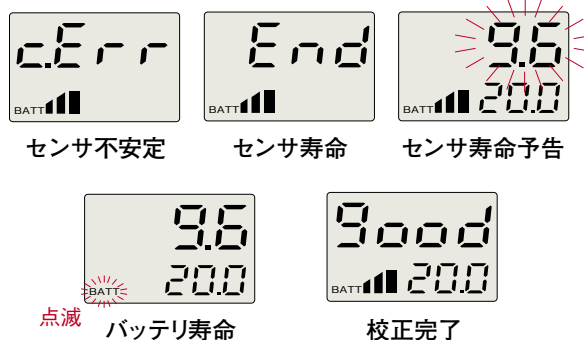 c.Err
BATT
センサ不安定
End
BATT
センサ寿命
9.6
BATT 20.0
センサ寿命予告
9.6
BATT 20.0
点滅
バッテリ寿命
good
BATT 20.0
校正完了